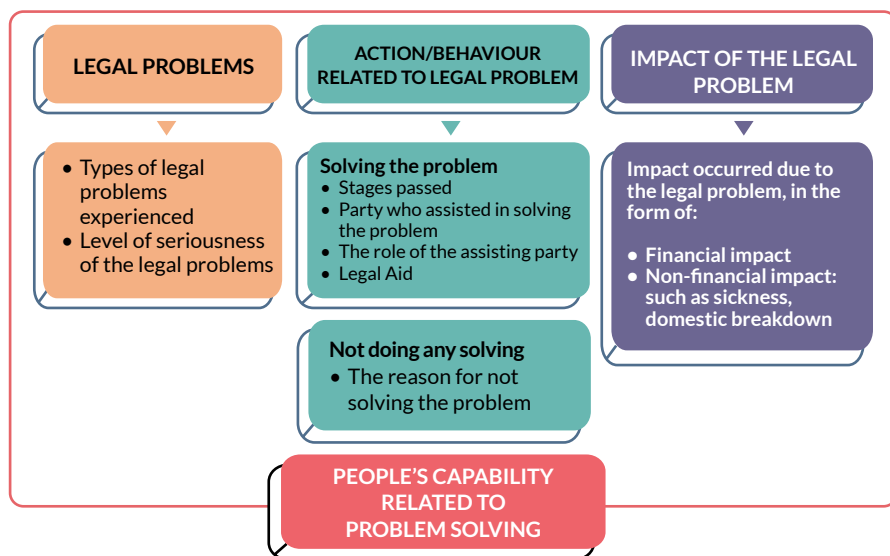 LEGAL PROBLEMS
• Types of legal
problems
experienced
• Level of seriousness
of the legal problems
ACTION/BEHAVIOUR
RELATED TO LEGAL PROBLEM
Solving the problem
• Stages passed
• Party who assisted in solving
the problem
• The role of the assisting party
• Legal Aid
Not doing any solving
• The reason for not
solving the problem
IMPACT OF THE LEGAL
PROBLEM
Impact occurred due to
the legal problem, in the
form of:
• Financial impact
• Non-financial impact:
such as sickness,
domestic breakdown
PEOPLE’S CAPABILITY
RELATED TO
PROBLEM SOLVING